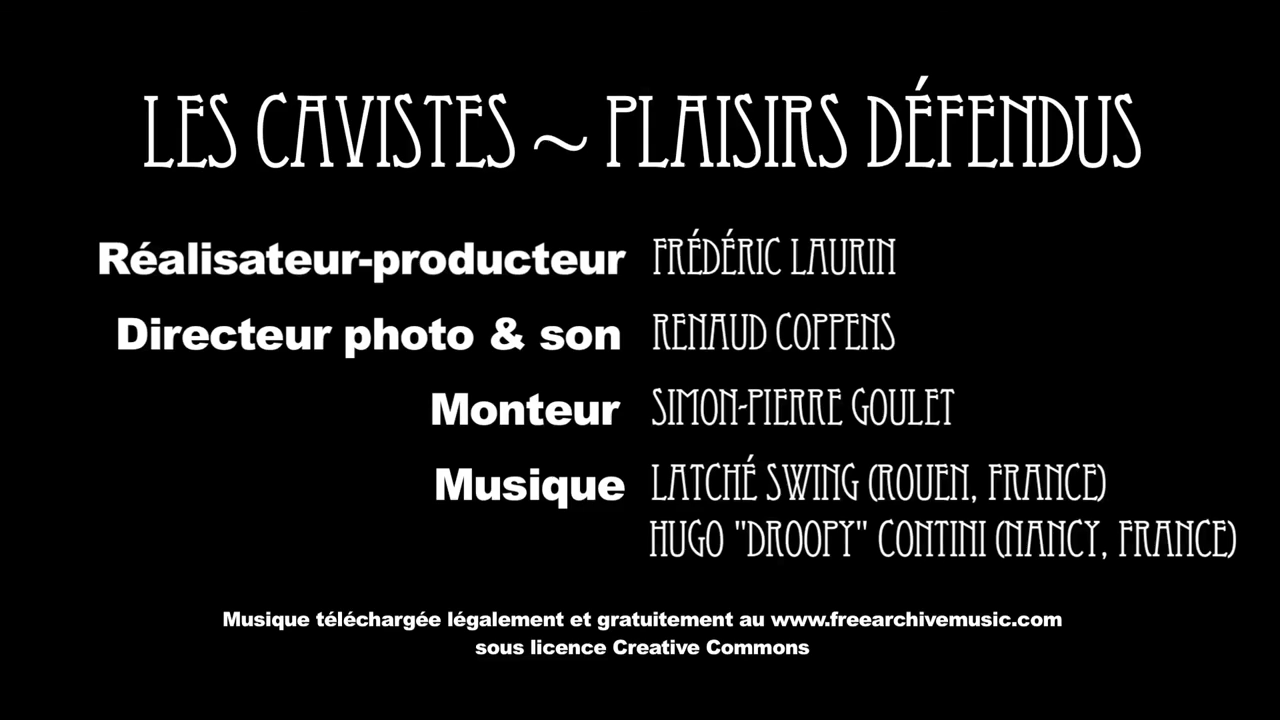 LES CAVISTES ~ PLAISIRS DÉFENDUS
Réalisateur-producteur FRÉDÉRIC LAURIN
Directeur photo & son RENAUD COPPENS
Monteur SIMON-PIERRE GOULET
Musique LATCHÉ SWING (ROUEN, FRANCE)
HUGO "DROOPY" CONTINI (NANCY, FRANCE)
Musique téléchargée légalement et gratuitement au www.freearchivemusic.com
sous licence Creative Commons